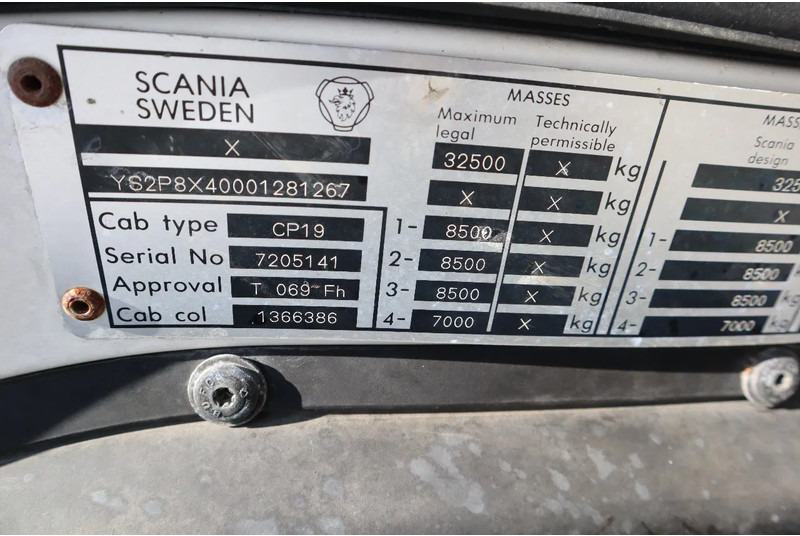 SCANIA
SWEDEN
X
YS2P8X40001281267
Cab type CP19
Serial No 7205141
Approval T 069 Fh
Cab col 1366386
MASSES
Maximum legal
Technically permissible
32500 X kg
X X kg
1- 8500 X kg
2- 8500 X kg
3- 8500 X kg
4- 7000 X kg
Scania design
X
1- 8500
2- 8500
3- 8500
4- 7000